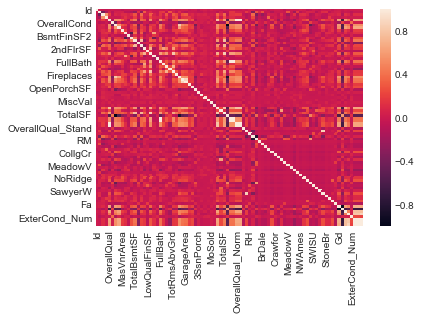 Id
OverallCond
BsmtFinSF2
2ndFlrSF
FullBath
Fireplaces
OpenPorchSF
MiscVal
TotalSF
OverallQual_Stand
RM
CollgCr
MeadowV
NoRidge
SawyerW
Fa
ExterCond_Num
0.8
0.4
0.0
−0.4
−0.8
Id
OverallQual
MasVnrArea
TotalBsmtSF
LowQualFinSF
FullBath
TotRmsAbvGrd
GarageArea
3SsnPorch
MoSold
TotalSF
OverallQual_Norm
RH
BrDale
Crawfor
MeadowV
NWAmes
SWISU
StoneBr
Gd
ExterCond_Num